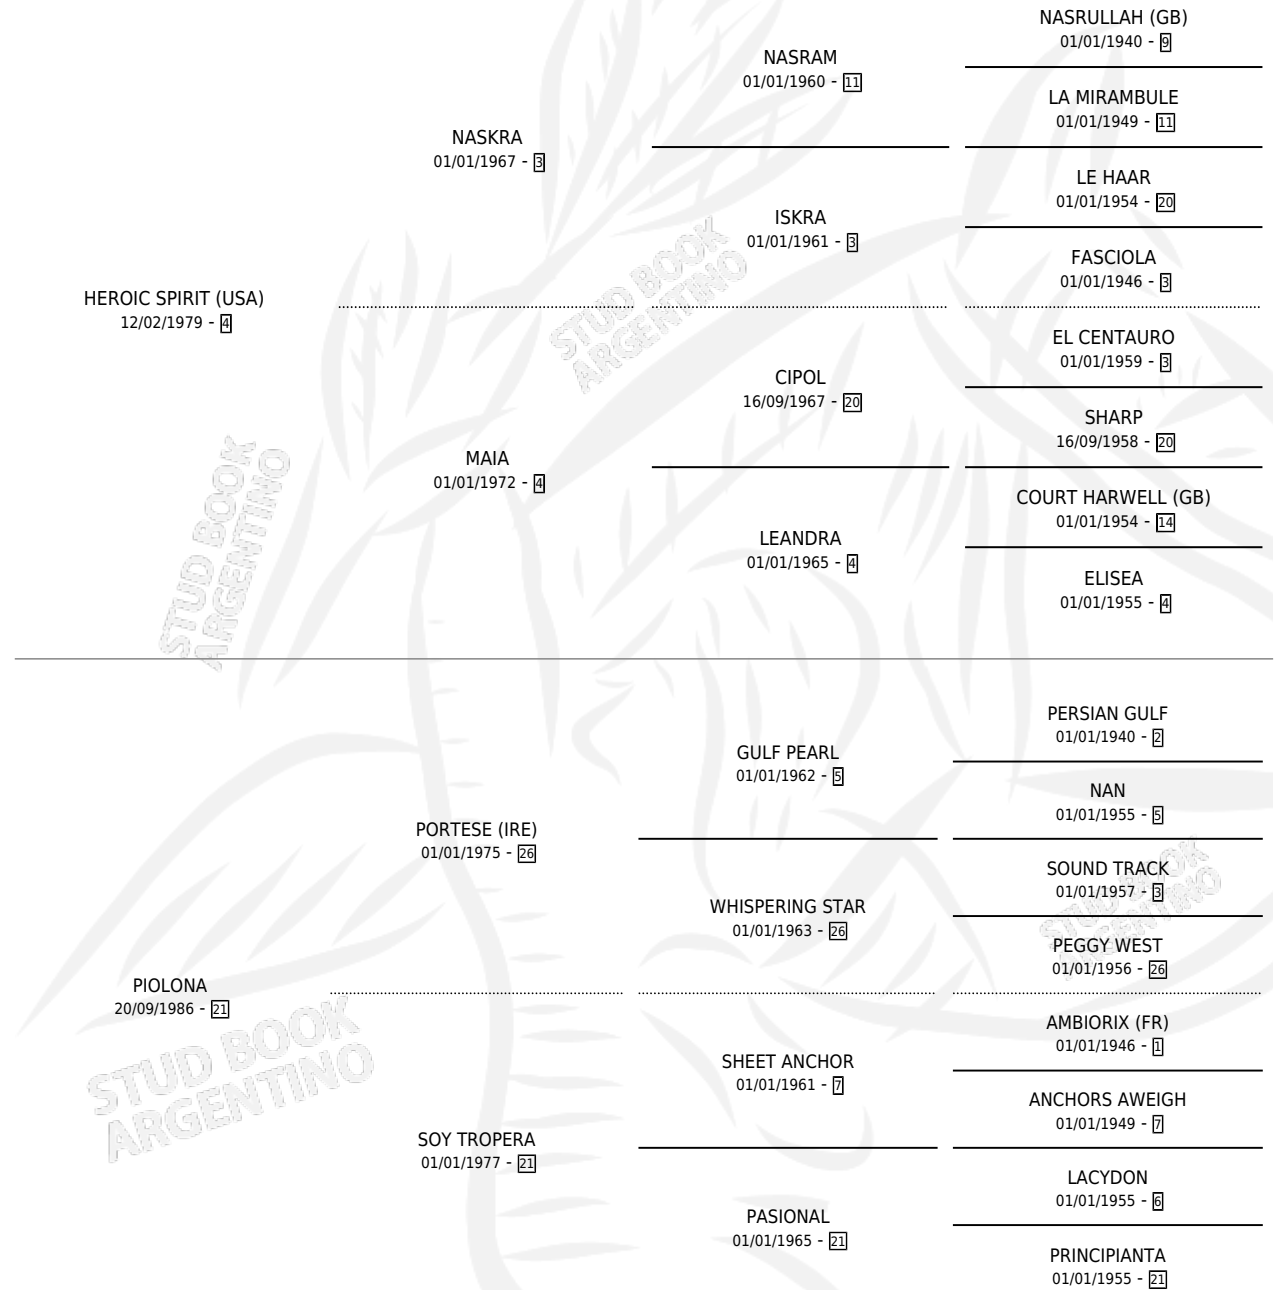 NASRULLAH (GB)
01/01/1940 - 9
NASRAM
01/01/1960 - 11
LA MIRAMBULE
01/01/1949 - 11
NASKRA
01/01/1967 - 3
LE HAAR
01/01/1954 - 20
ISKRA
01/01/1961 - 3
FASCIOLA
01/01/1946 - 3
HEROIC SPIRIT (USA)
12/02/1979 - 4
EL CENTAURO
01/01/1959 - 3
CIPOL
16/09/1967 - 20
SHARP
16/09/1958 - 20
MAIA
01/01/1972 - 4
COURT HARWELL (GB)
01/01/1954 - 14
LEANDRA
01/01/1965 - 4
ELISEA
01/01/1955 - 4
STUD BOOK
ARGENTINO
STUD BOOK
ARGENTINO
PERSIAN GULF
01/01/1940 - 2
GULF PEARL
01/01/1962 - 5
NAN
01/01/1955 - 5
PORTESE (IRE)
01/01/1975 - 26
SOUND TRACK
01/01/1957 - 3
WHISPERING STAR
01/01/1963 - 26
PEGGY WEST
01/01/1956 - 26
PIOLONA
20/09/1986 - 21
AMBIORIX (FR)
01/01/1946 - 1
SHEET ANCHOR
01/01/1961 - 7
ANCHORS AWEIGH
01/01/1949 - 7
SOY TROPERA
01/01/1977 - 21
LACYDON
01/01/1955 - 6
PASIONAL
01/01/1965 - 21
PRINCIPIANTA
01/01/1955 - 21
STUD BOOK
ARGENTINO
STUD BOOK
ARGENTINO